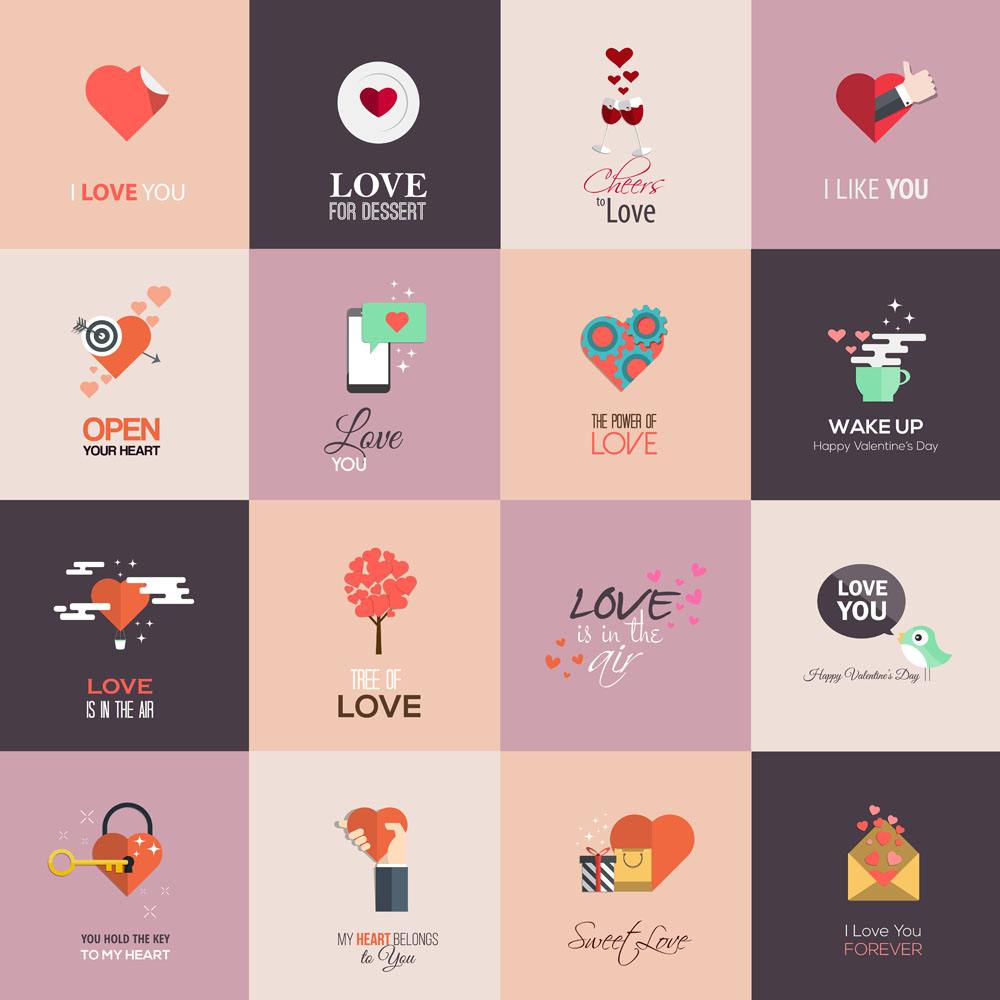 I LOVE YOU
LOVE
FOR DESSERT
Cheers
to Love
I LIKE YOU
OPEN
YOUR HEART
Love
YOU
THE POWER OF
LOVE
WAKE UP
Happy Valentine's Day
LOVE
IS IN THE AIR
TREE OF
LOVE
LOVE
is in the
air
LOVE
YOU
Happy Valentine's Day
YOU HOLD THE KEY
TO MY HEART
MY HEART BELONGS
to You
Sweet Love
I Love You
FOREVER